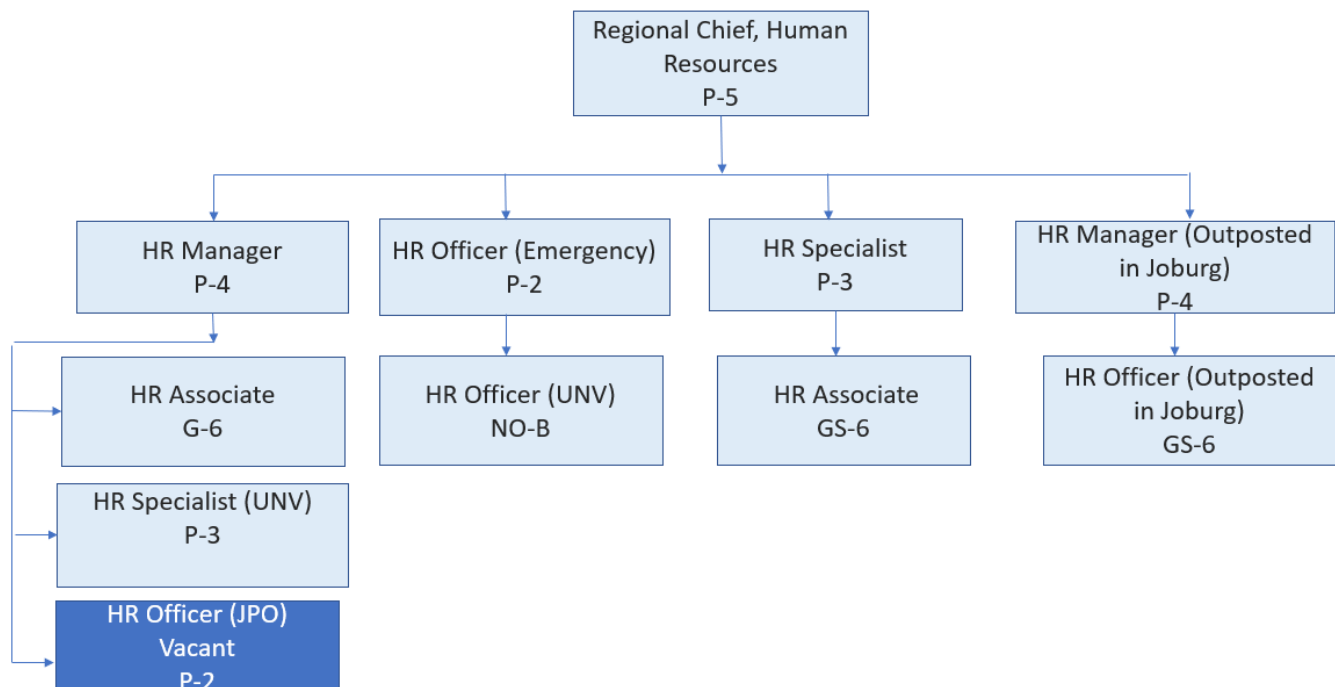 Regional Chief, Human
Resources
P-5
HR Manager
P-4
HR Officer (Emergency)
P-2
HR Specialist
P-3
HR Manager (Outposted
in Joburg)
P-4
HR Associate
G-6
HR Officer (UNV)
NO-B
HR Associate
GS-6
HR Officer (Outposted
in Joburg)
GS-6
HR Specialist (UNV)
P-3
HR Officer (JPO)
Vacant
P-2